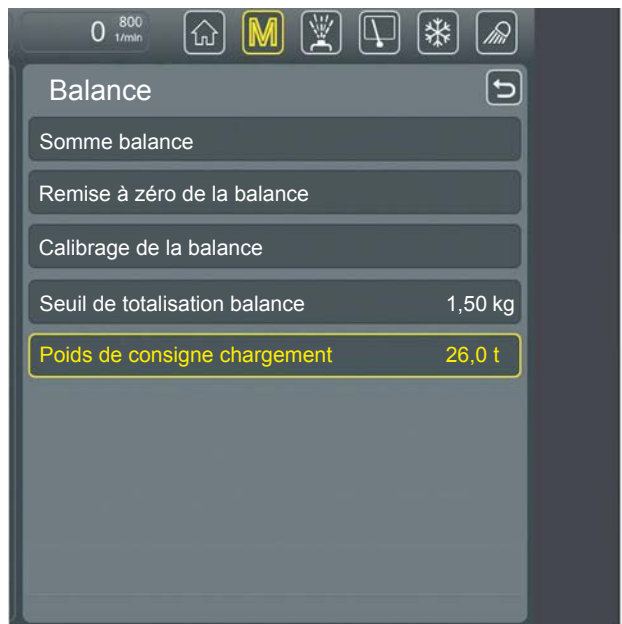 0 800
1/min
M
Balance
Somme balance
Remise à zéro de la balance
Calibrage de la balance
Seuil de totalisation balance 1,50 kg
Poids de consigne chargement 26,0 t